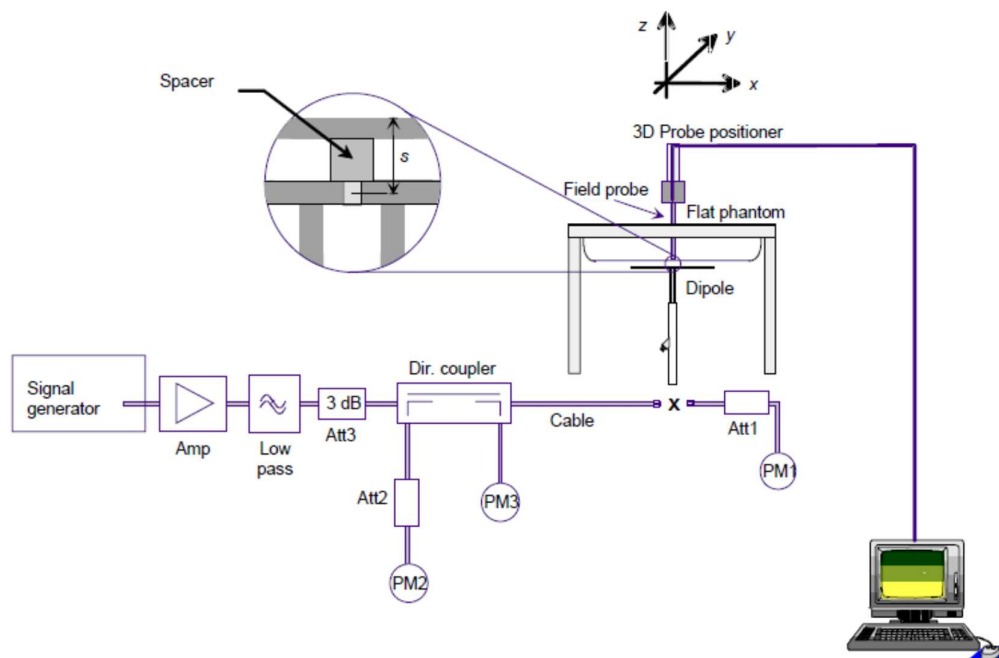 z
y
x
Spacer
s
3D Probe positioner
Field probe
Flat phantom
Dipole
Signal
generator
Amp
Low
pass
3 dB
Att3
Dir. coupler
Cable
x
Att1
PM1
Att2
PM3
PM2